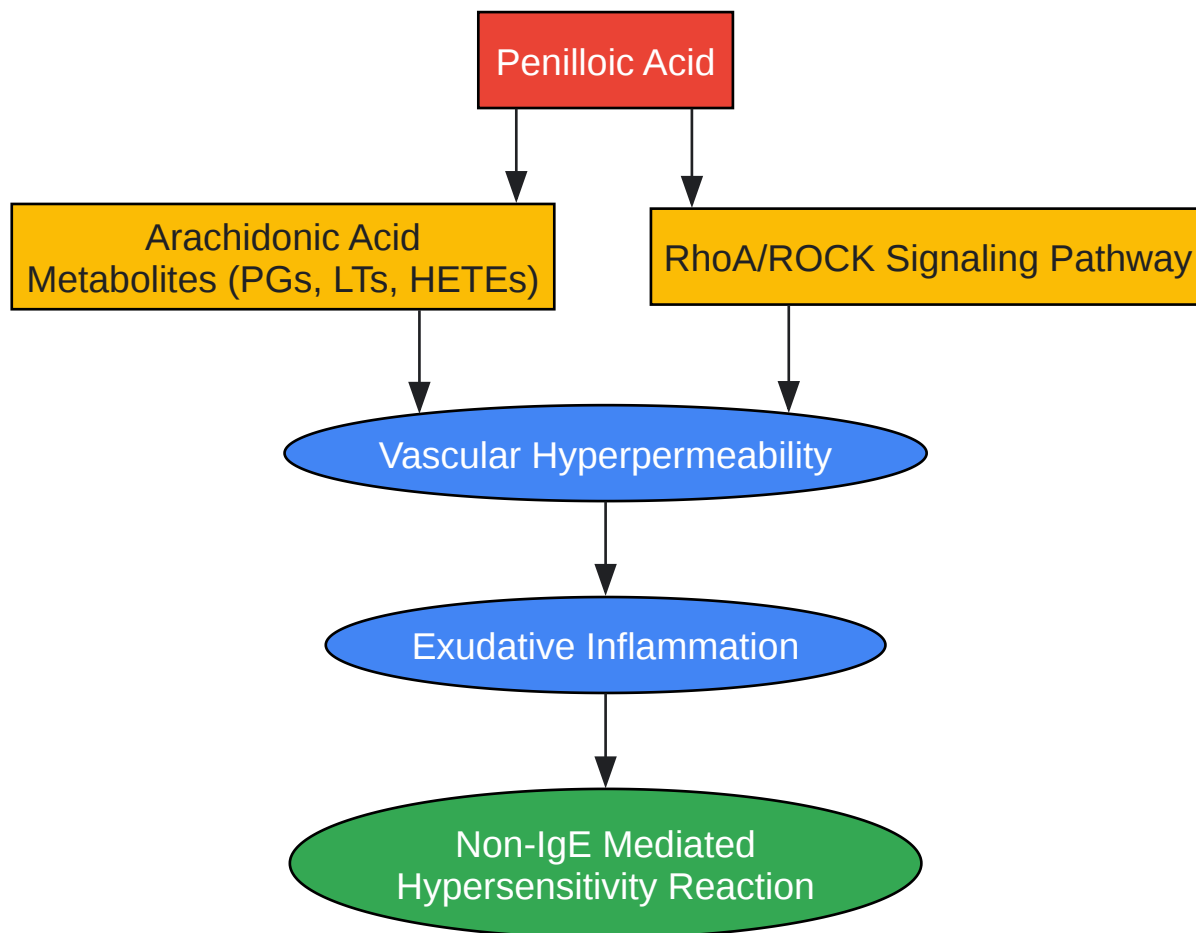 Penilloic Acid
Arachidonic Acid
Metabolites (PGs, LTs, HETEs)
RhoA/ROCK Signaling Pathway
Vascular Hyperpermeability
Exudative Inflammation
Non-IgE Mediated
Hypersensitivity Reaction